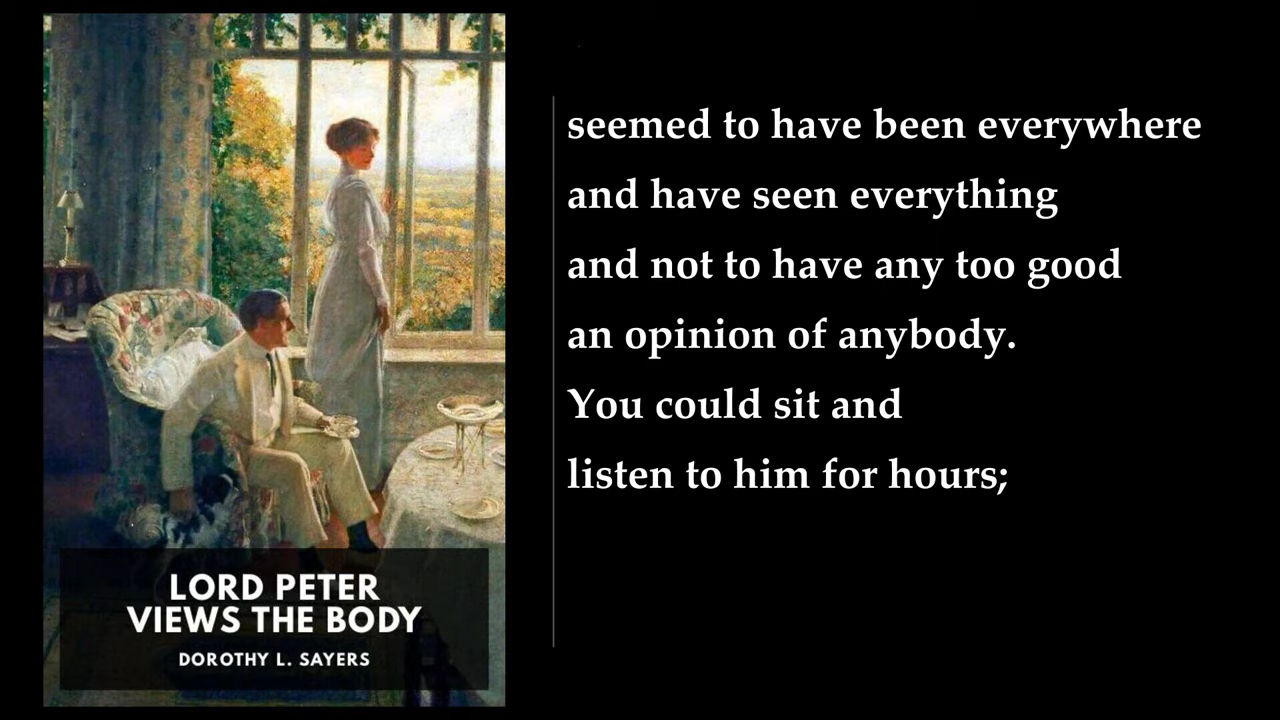 seemed to have been everywhere
and have seen everything
and not to have any too good
an opinion of anybody.
You could sit and
listen to him for hours;
LORD PETER
VIEWS THE BODY
DOROTHY L. SAYERS